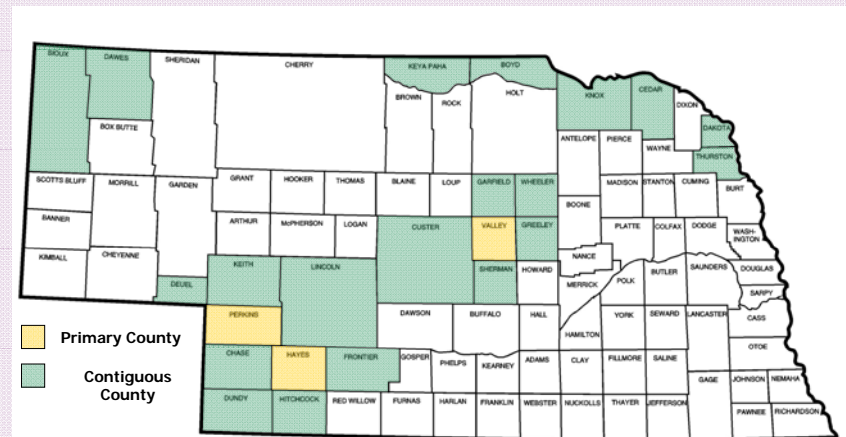 SIOUX DAWES SHERIDAN CHERRY KEYA PAHA BOYD
BROWN ROCK HOLT KNOX CEDAR DIXON
BOX BUTTE DAKOTA
ANTELOPE PIERCE WAYNE THURSTON
SCOTTS BLUFF MORRILL GARDEN GRANT HOOKER THOMAS BLAINE LOUP GARFIELD WHEELER MADISON STANTON CUMING BURT
BOONE
BANNER ARTHUR McPHERSON LOGAN CUSTER VALLEY GREELEY PLATTE COLFAX DODGE WASH-
INGTON
KIMBALL CHEYENNE KEITH LINCOLN SHERMAN HOWARD NANCE BUTLER SAUNDERS DOUGLAS
DEUEL MERRICK POLK SARPY
PERKINS DAWSON BUFFALO HALL YORK SEWARD LANCASTER CASS
HAMILTON
Primary County
OTOE
CHASE HAYES FRONTIER GOSPER PHELPS KEARNEY ADAMS CLAY FILLMORE SALINE
Contiguous
County
GAGE JOHNSON NEMAHA
DUNDY HITCHCOCK RED WILLOW FURNAS HARLAN FRANKLIN WEBSTER NUCKOLLS THAYER JEFFERSON
PAWNEE RICHARDSON